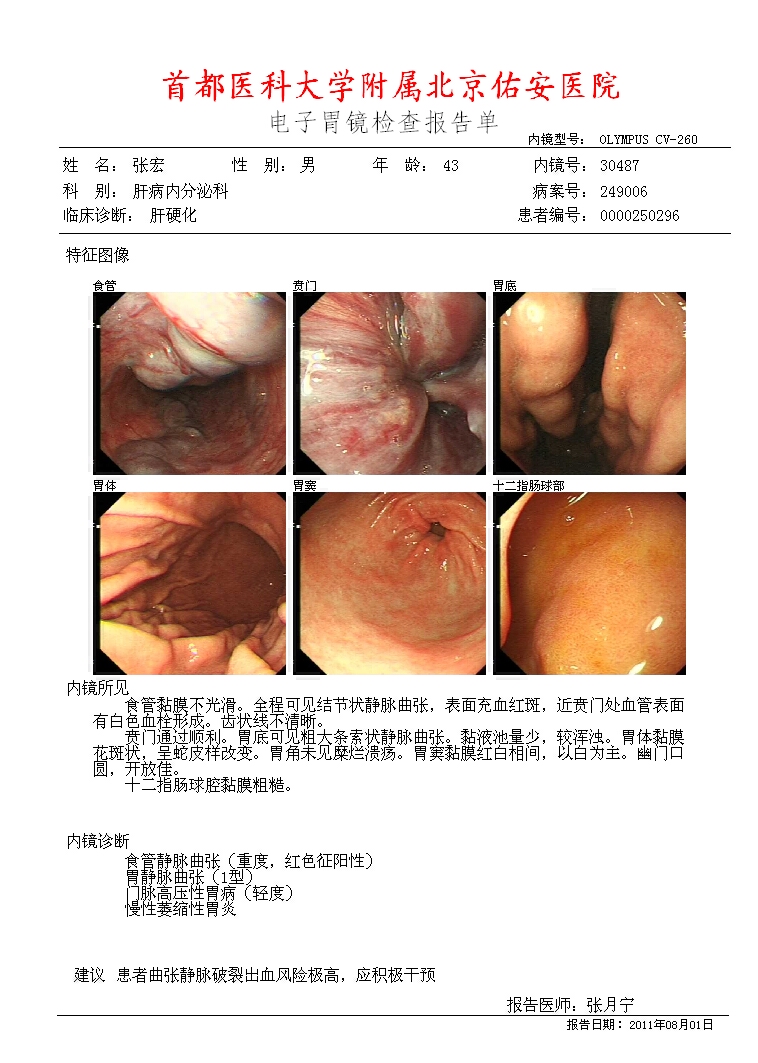 首都医科大学附属北京佑安医院
电子胃镜检查报告单
内镜型号： OLYMPUS CV-260
姓 名： 张宏 性 别： 男 年 龄： 43 内镜号： 30487
科 别： 肝病内分泌科 病案号： 249006
临床诊断： 肝硬化 患者编号： 0000250296
特征图像
食管 贲门 胃底
胃体 胃窦 十二指肠球部
内镜所见
食管黏膜不光滑。全程可见结节状静脉曲张，表面充血红斑，近贲门处血管表面
有白色血栓形成。齿状线不清晰。
贲门通过顺利。胃底可见粗大条索状静脉曲张。黏液池量少，较浑浊。胃体黏膜
花斑状，呈蛇皮样改变。胃角未见糜烂溃疡。胃窦黏膜红白相间，以白为主。幽门口
圆，开放佳。
十二指肠球腔黏膜粗糙。
内镜诊断
食管静脉曲张（重度，红色征阳性）
胃静脉曲张（1型）
门脉高压性胃病（轻度）
慢性萎缩性胃炎
建议 患者曲张静脉破裂出血风险极高，应积极干预
报告医师： 张月宁
报告日期： 2011年08月01日